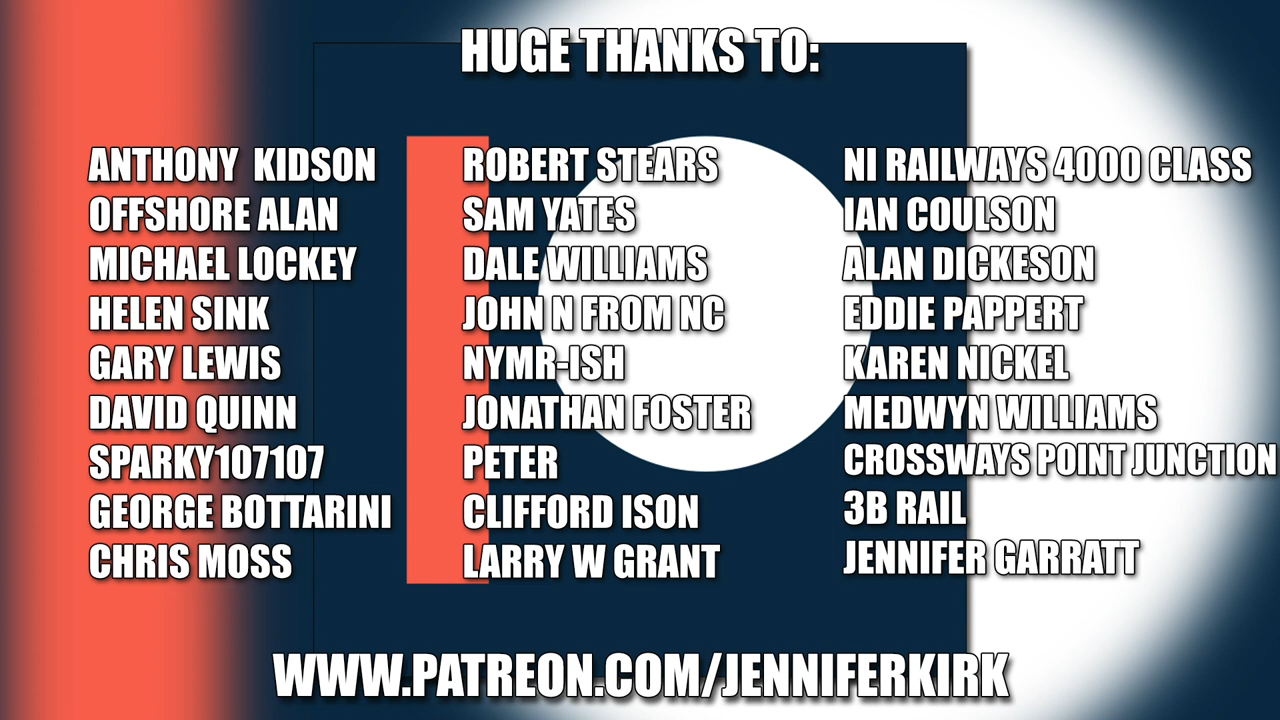 HUGE THANKS TO:
ANTHONY KIDSON
OFFSHORE ALAN
MICHAEL LOCKEY
HELEN SINK
GARY LEWIS
DAVID QUINN
SPARKY107107
GEORGE BOTTARINI
CHRIS MOSS
ROBERT STEARS
SAM YATES
DALE WILLIAMS
JOHN N FROM NC
NYMR-ISH
JONATHAN FOSTER
PETER
CLIFFORD ISON
LARRY W GRANT
NI RAILWAYS 4000 CLASS
IAN COULSON
ALAN DICKESON
EDDIE PAPPERT
KAREN NICKEL
MEDWYN WILLIAMS
CROSSWAYS POINT JUNCTION
3B RAIL
JENNIFER GARRATT
WWW.PATREON.COM/JENNIFERKIRK